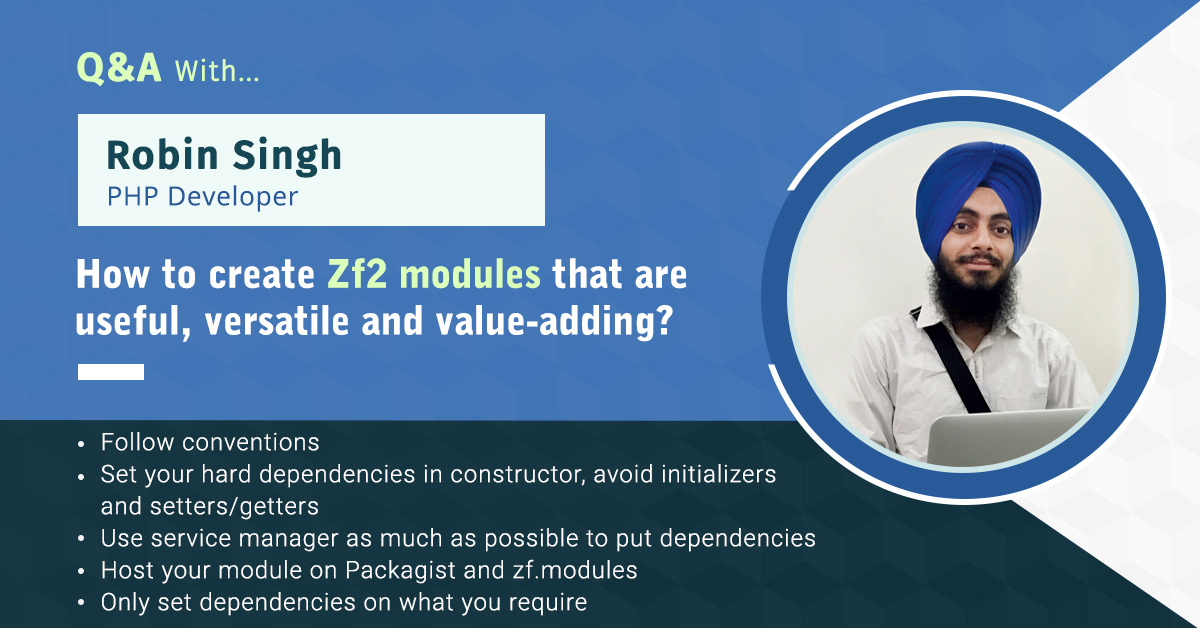 Q&A With...
Robin Singh
PHP Developer
How to create Zf2 modules that are
useful, versatile and value-adding?
• Follow conventions
• Set your hard dependencies in constructor, avoid initializers
and setters/getters
• Use service manager as much as possible to put dependencies
• Host your module on Packagist and zf.modules
• Only set dependencies on what you require